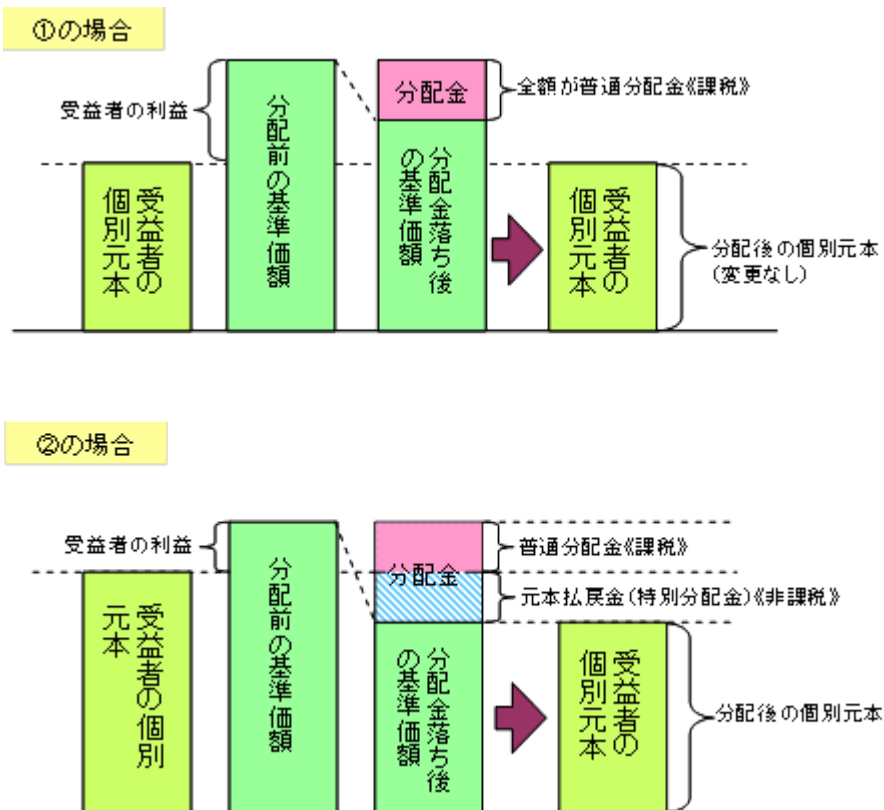 ①の場合
受益者の利益
分配前の基準価額
分配金
全額が普通分配金《課税》
受益者の
個別元本
分配金落ち後
の基準価額
受益者の
個別元本
分配後の個別元本
(変更なし)
②の場合
受益者の利益
分配前の基準価額
分配金
普通分配金《課税》
元本払戻金(特別分配金)《非課税》
受益者の個別
元本
分配金落ち後
の基準価額
受益者の
個別元本
分配後の個別元本